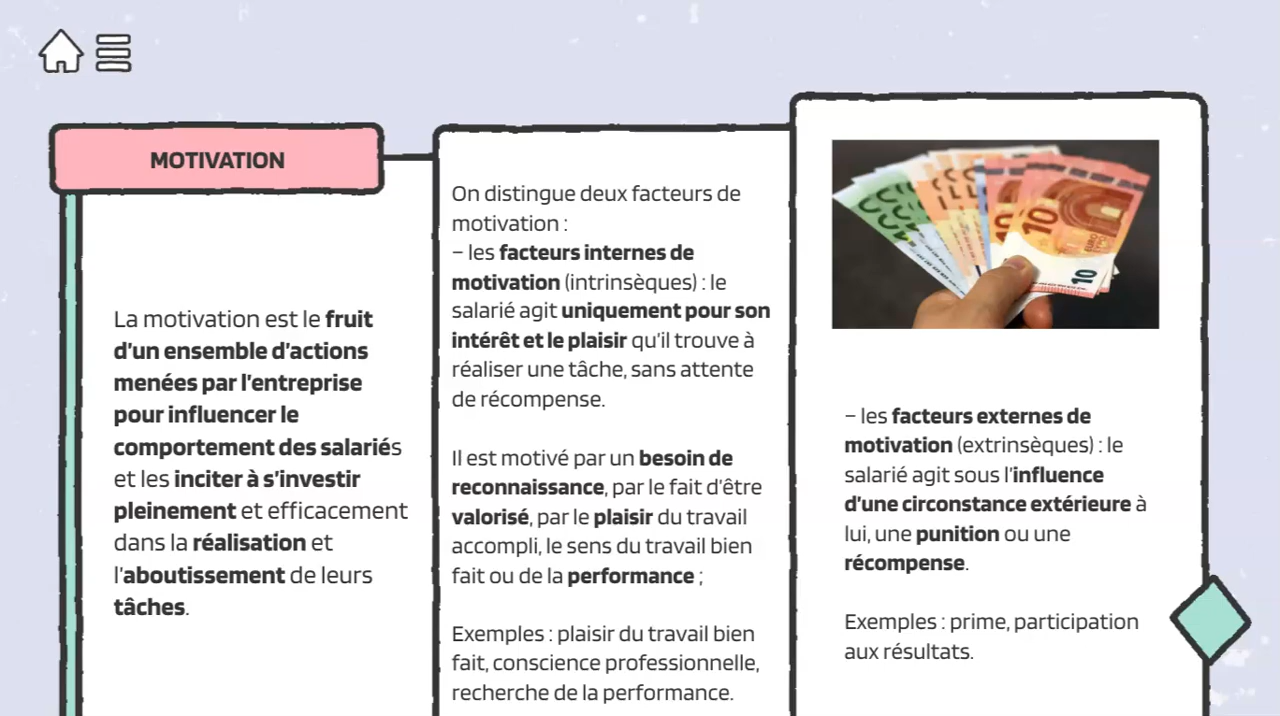 MOTIVATION
La motivation est le fruit
d'un ensemble d'actions
menées par l'entreprise
pour influencer le
comportement des salariés
et les inciter à s'investir
pleinement et efficacement
dans la réalisation et
l'aboutissement de leurs
tâches.
On distingue deux facteurs de
motivation :
– les facteurs internes de
motivation (intrinsèques) : le
salarié agit uniquement pour son
intérêt et le plaisir qu'il trouve à
réaliser une tâche, sans attente
de récompense.
Il est motivé par un besoin de
reconnaissance, par le fait d'être
valorisé, par le plaisir du travail
accompli, le sens du travail bien
fait ou de la performance ;
Exemples : plaisir du travail bien
fait, conscience professionnelle,
recherche de la performance.
10
10
10
– les facteurs externes de
motivation (extrinsèques) : le
salarié agit sous l'influence
d'une circonstance extérieure à
lui, une punition ou une
récompense.
Exemples : prime, participation
aux résultats.